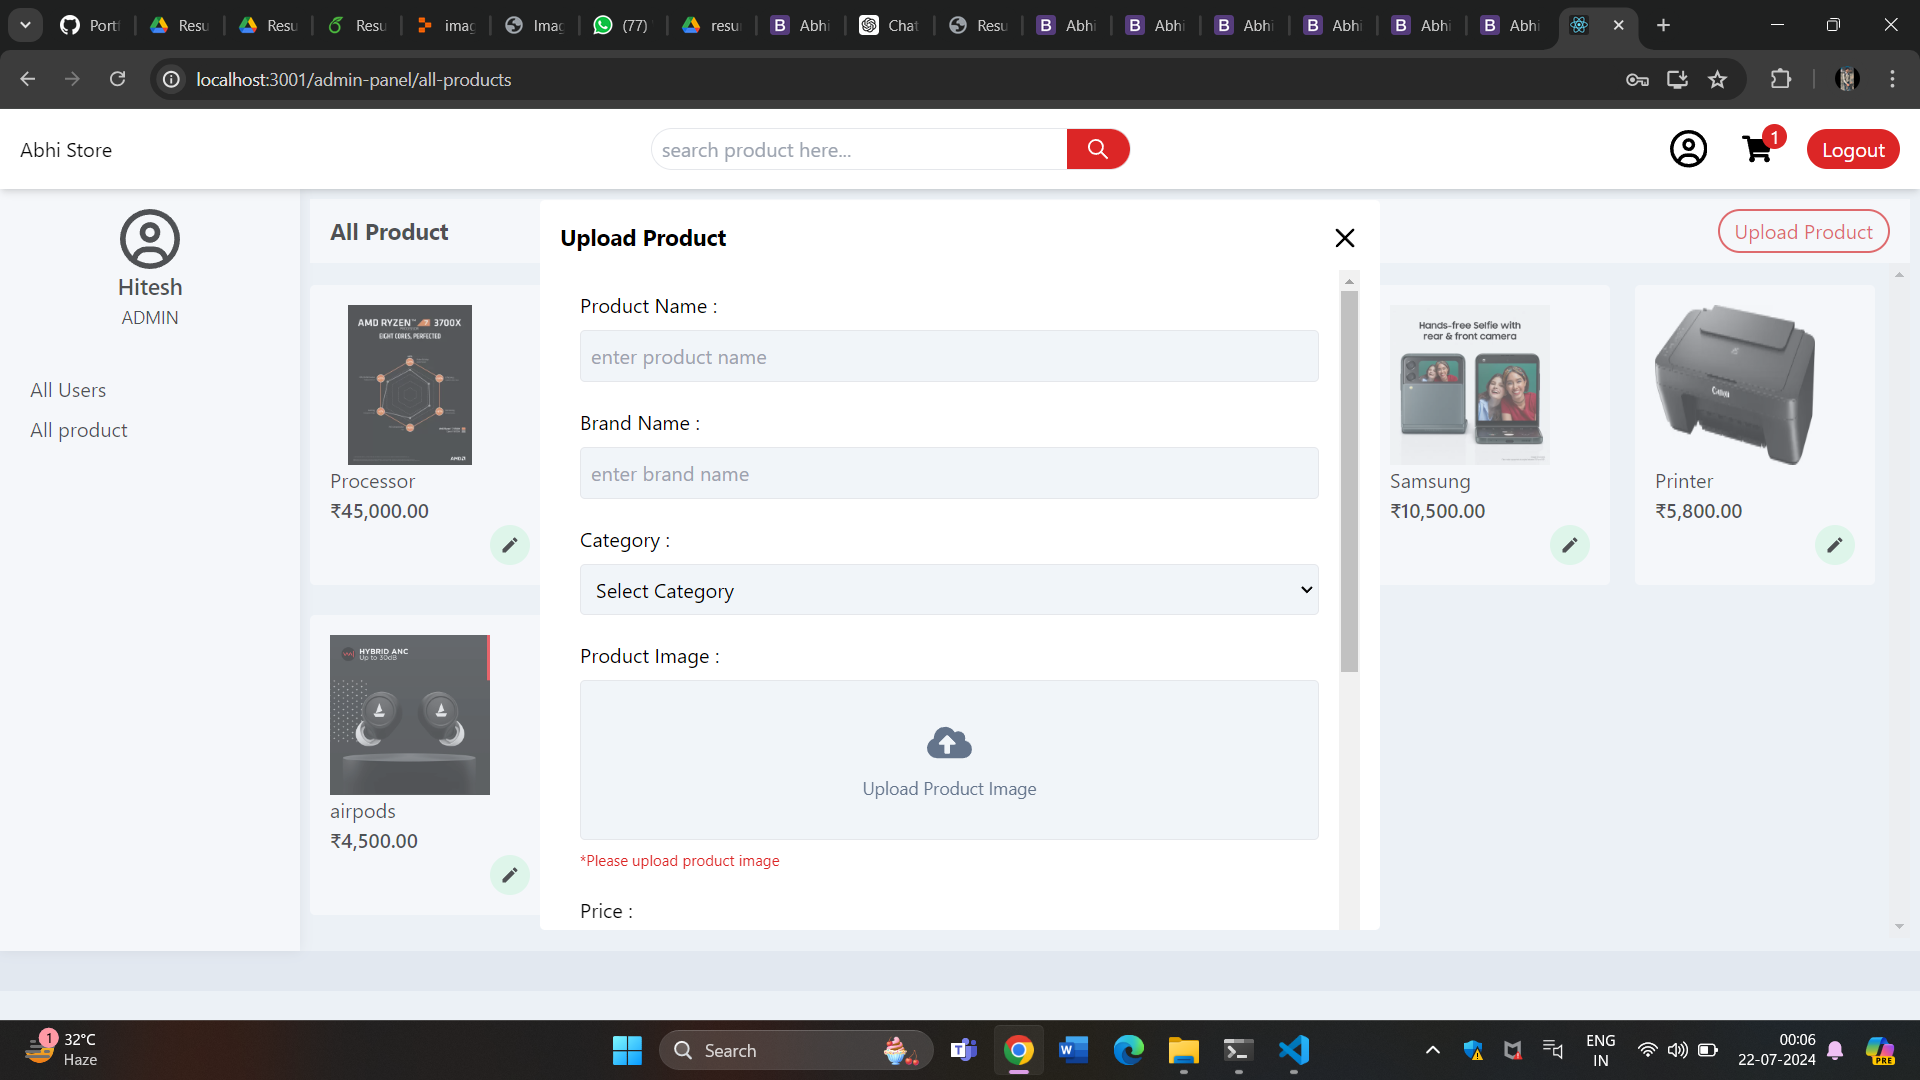 Portf
Resu
Resu
Resu
imag
Imag
(77)
resu
Abhi
Chat
Resu
Abhi
Abhi
Abhi
Abhi
Abhi
Abhi
localhost:3001/admin-panel/all-products
Abhi Store
search product here...
1
Logout
Hitesh
ADMIN
All Users
All product
All Product
Upload Product
Upload Product
Product Name :
enter product name
Brand Name :
enter brand name
Category :
Select Category
Product Image :
Upload Product Image
*Please upload product image
Price :
AMD RYZEN 7 3700X
EIGHT CORES, PERFECTED
AMD
Processor
₹45,000.00
Hands-free Selfie with
rear & front camera
Samsung
₹10,500.00
Canon
Printer
₹5,800.00
HYBRID ANC
Up to 30dB
airpods
₹4,500.00
1
32°C
Haze
Search
ENG
IN
00:06
22-07-2024
PRE